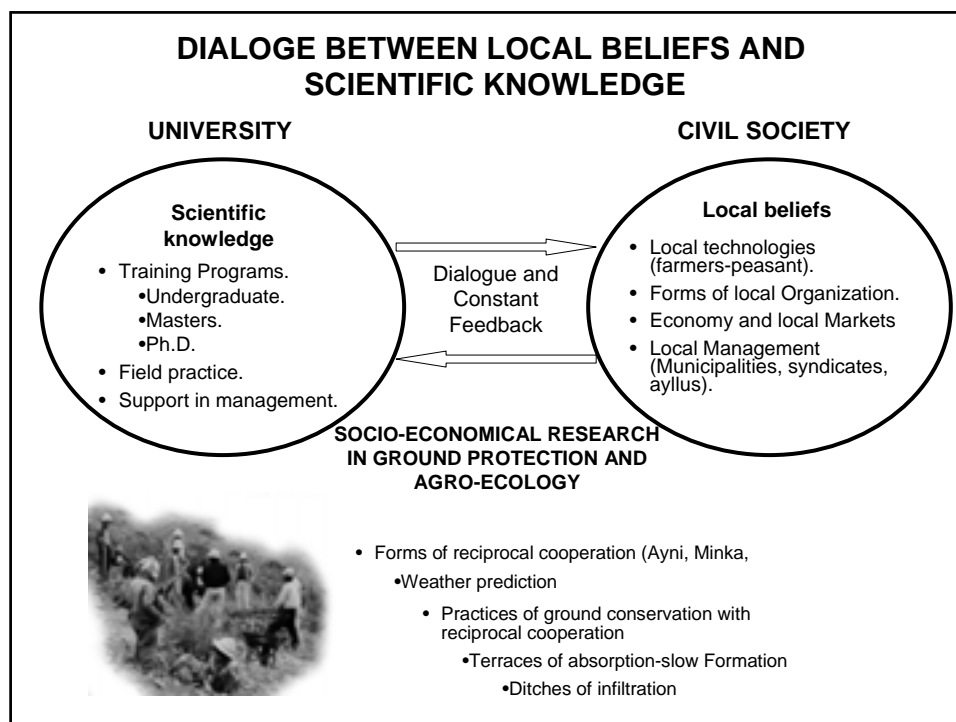 DIALOGE BETWEEN LOCAL BELIEFS AND
SCIENTIFIC KNOWLEDGE
UNIVERSITY
CIVIL SOCIETY
Scientific
knowledge
• Training Programs.
•Undergraduate.
•Masters.
•Ph.D.
• Field practice.
• Support in management.
Dialogue and
Constant
Feedback
Local beliefs
• Local technologies
(farmers-peasant).
• Forms of local Organization.
• Economy and local Markets
• Local Management
(Municipalities, syndicates,
ayllus).
SOCIO-ECONOMICAL RESEARCH
IN GROUND PROTECTION AND
AGRO-ECOLOGY
• Forms of reciprocal cooperation (Ayni, Minka,
•Weather prediction
• Practices of ground conservation with
reciprocal cooperation
•Terraces of absorption-slow Formation
•Ditches of infiltration